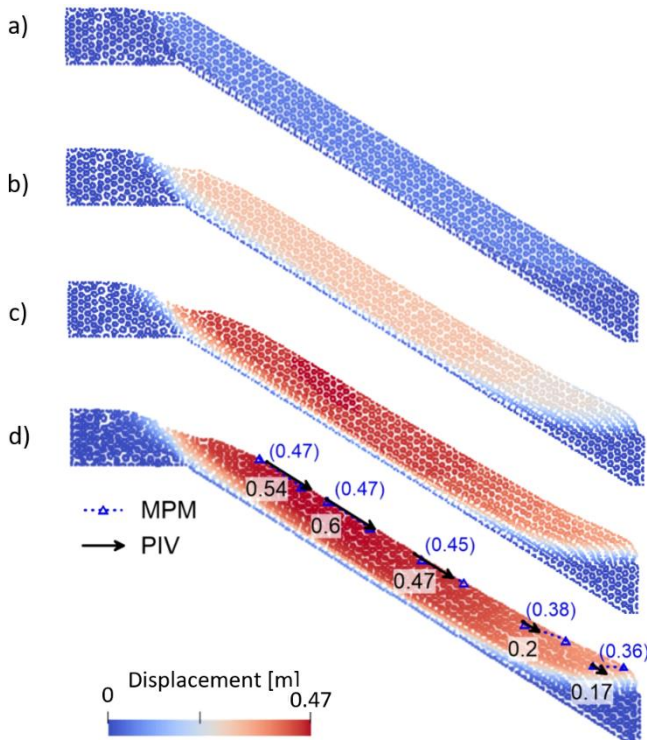 a)
b)
c)
d)
(0.47)
0.54
(0.47)
0.6
(0.45)
0.47
(0.38)
0.2
(0.36)
0.17
MPM
PIV
Displacement [m]
0
0.47